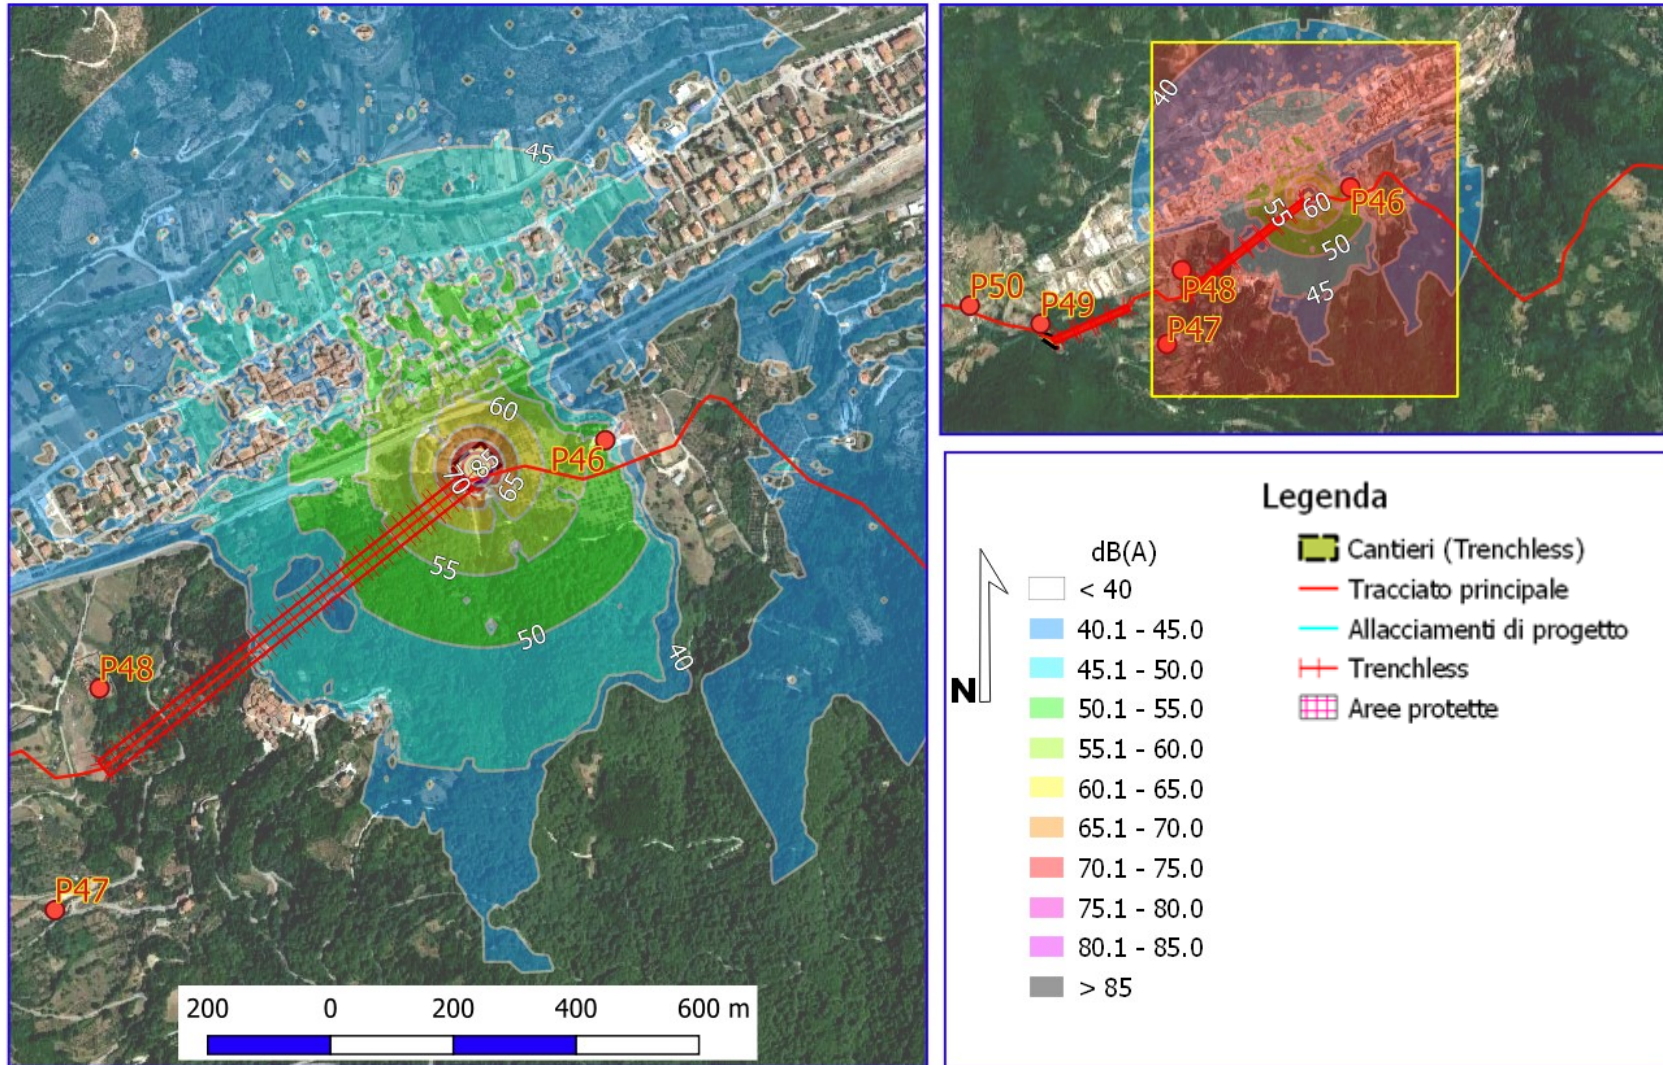 45
60
85
70
65
P46
55
50
40
P48
P47
200 0 200 400 600 m
40
55
60
P46
50
45
P50
P49
P48
P47
Legenda
dB(A)
< 40
40.1 - 45.0
45.1 - 50.0
50.1 - 55.0
55.1 - 60.0
60.1 - 65.0
65.1 - 70.0
70.1 - 75.0
75.1 - 80.0
80.1 - 85.0
> 85
N
Cantieri (Trenchless)
Tracciato principale
Allacciamenti di progetto
Trenchless
Aree protette